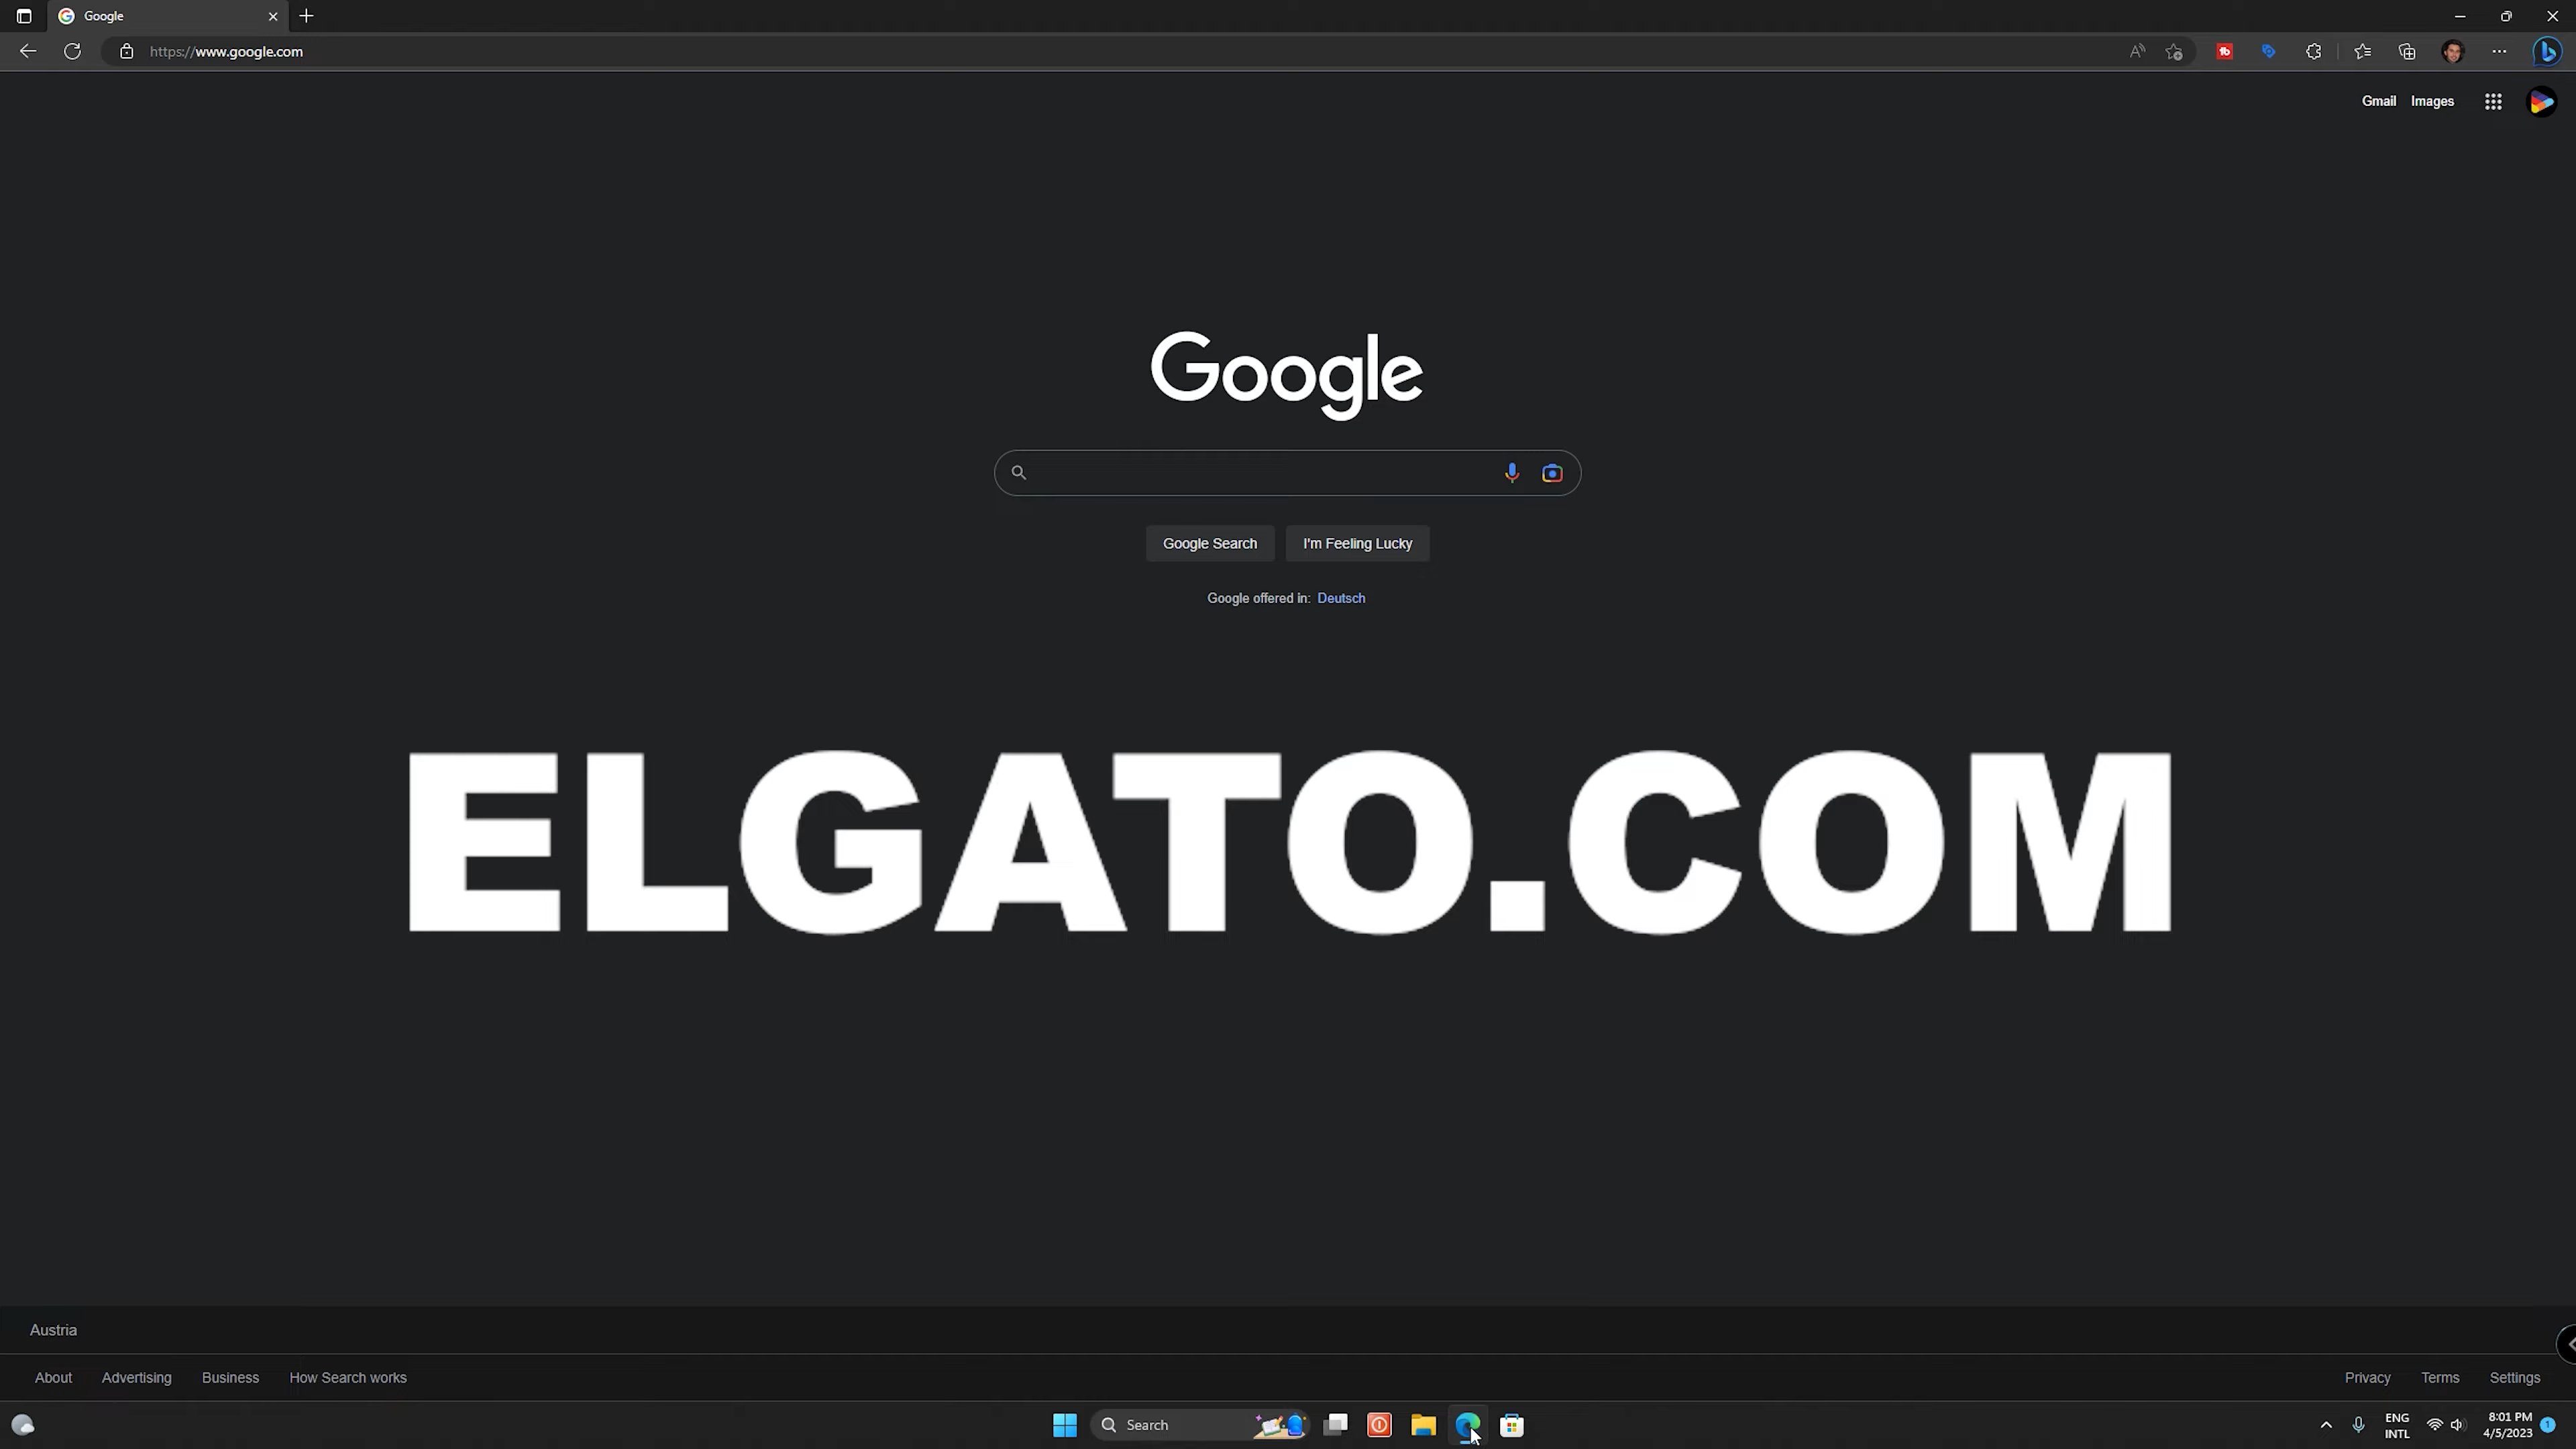 Google
https://www.google.com
Gmail Images
Google
Google Search I'm Feeling Lucky
Google offered in: Deutsch
ELGATO.COM
Austria
About Advertising Business How Search works
Privacy Terms Settings
Search
ENG
INTL
8:01 PM
4/5/2023
1